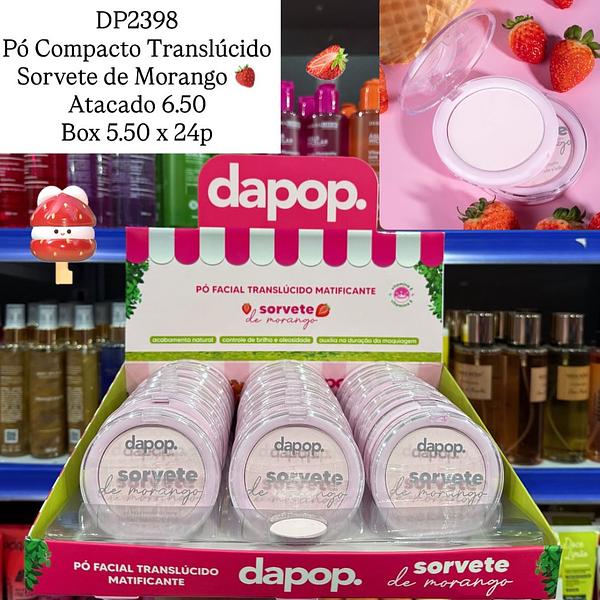 DP2398
Pó Compacto Translúcido
Sorvete de Morango 🍓
Atacado 6.50
Box 5.50 x 24p
dapop.
PÓ FACIAL TRANSLÚCIDO MATIFICANTE
sorvete
de morango
acabamento natural
controle de brilho e oleosidade
auxilia na duração da maquiagem
dapop.
dapop.
dapop.
sorvete
de morango
sorvete
de morango
sorvete
de morango
PÓ FACIAL TRANSLÚCIDO
MATIFICANTE
dapop.
sorvete
de morango